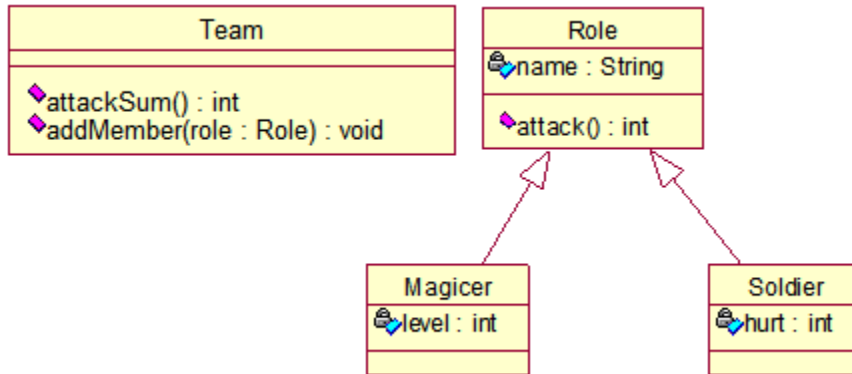 Team
attackSum() : int
addMember(role : Role) : void
Role
name : String
attack() : int
Magicer
level : int
Soldier
hurt : int